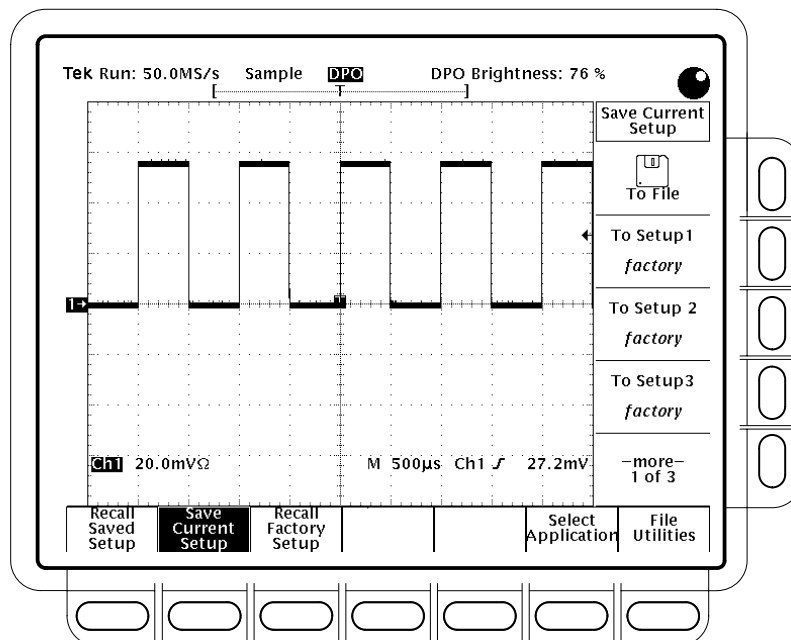 Tek Run: 50.0MS/s Sample DPO DPO Brightness: 76 %
T
Save Current
Setup
To File
To Setup1
factory
1→
T
To Setup 2
factory
To Setup3
factory
Ch1 20.0mVΩ M 500µs Ch1 27.2mV
–more–
1 of 3
Recall
Saved
Setup
Save
Current
Setup
Recall
Factory
Setup
Select
Application
File
Utilities